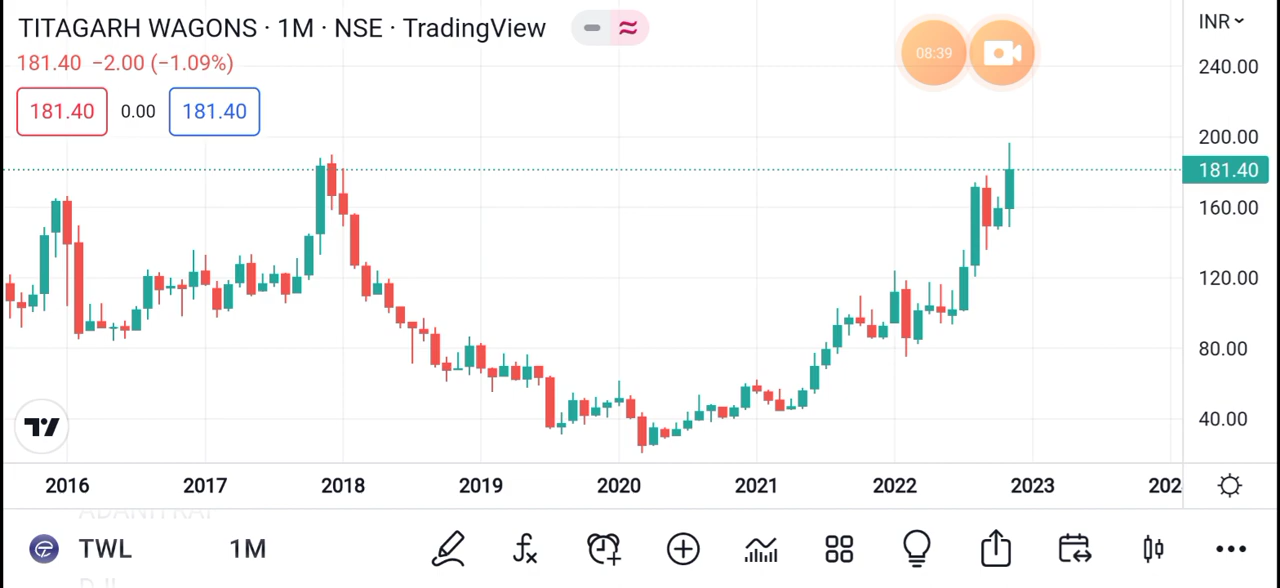 TITAGARH WAGONS · 1M · NSE · TradingView
INR
181.40 −2.00 (−1.09%)
08:39
181.40 0.00 181.40
240.00
200.00
181.40
160.00
120.00
80.00
40.00
2016 2017 2018 2019 2020 2021 2022 2023 202
TWL 1M